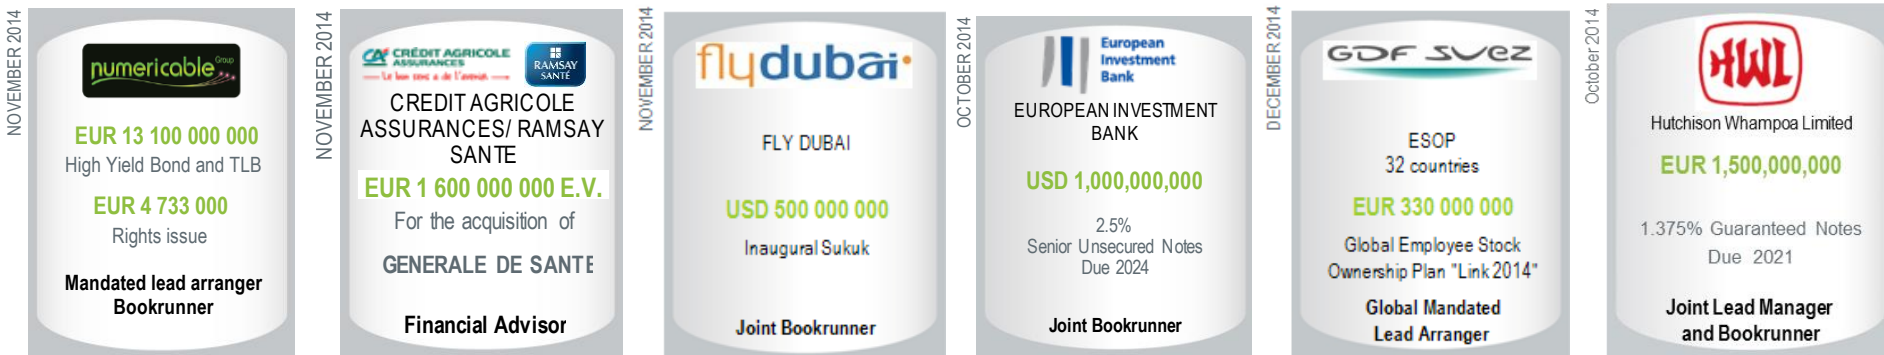 NOVEMBER 2014
numericable Group
EUR 13 100 000 000
High Yield Bond and TLB
EUR 4 733 000
Rights issue
Mandated lead arranger
Bookrunner
NOVEMBER 2014
CA CRÉDIT AGRICOLE
ASSURANCES
Le bon sens a de l'avenir
RAMSAY
SANTÉ
CREDIT AGRICOLE
ASSURANCES/ RAMSAY
SANTE
EUR 1 600 000 000 E.V.
For the acquisition of
GENERALE DE SANTE
Financial Advisor
NOVEMBER 2014
flydubai
FLY DUBAI
USD 500 000 000
Inaugural Sukuk
Joint Bookrunner
OCTOBER 2014
European
Investment
Bank
EUROPEAN INVESTMENT
BANK
USD 1,000,000,000
2.5%
Senior Unsecured Notes
Due 2024
Joint Bookrunner
DECEMBER 2014
GDF SUEZ
ESOP
32 countries
EUR 330 000 000
Global Employee Stock
Ownership Plan "Link 2014"
Global Mandated
Lead Arranger
October 2014
HWL
Hutchison Whampoa Limited
EUR 1,500,000,000
1.375% Guaranteed Notes
Due 2021
Joint Lead Manager
and Bookrunner